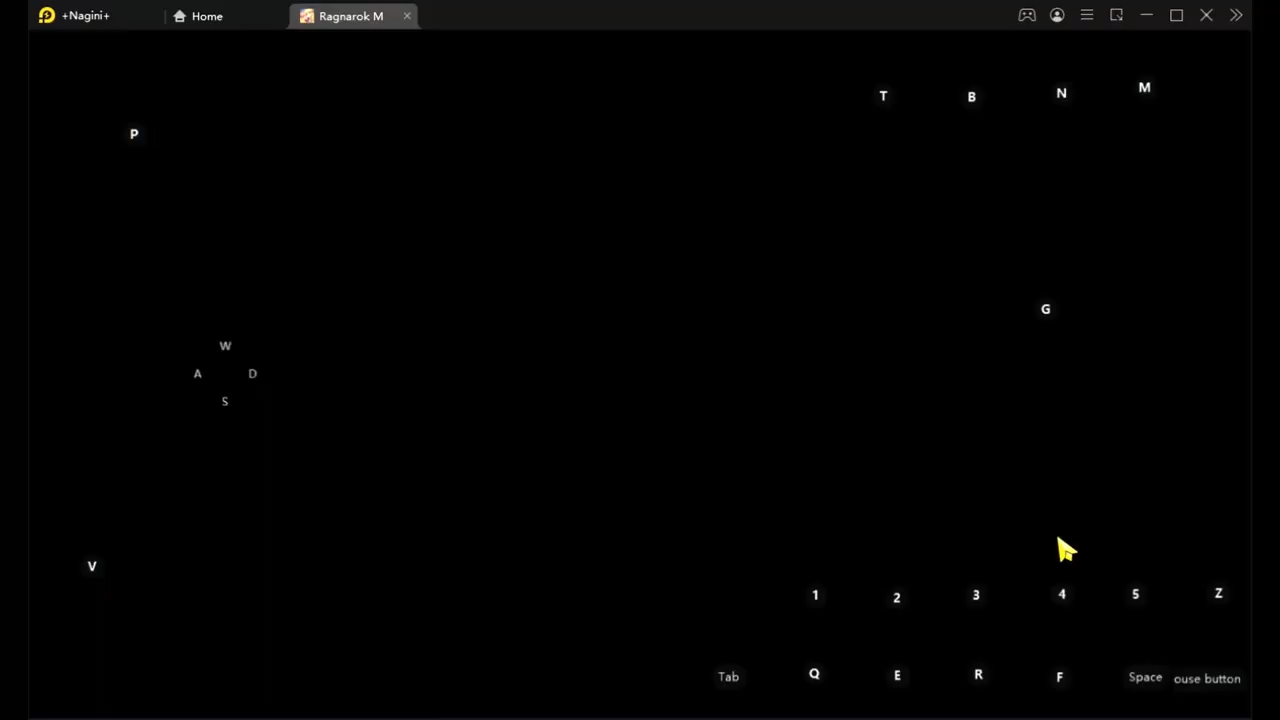 +Nagini+ Home Ragnarok M
T B N M
P
G
W
A D
S
V
1 2 3 4 5 Z
Tab Q E R F Space ouse button